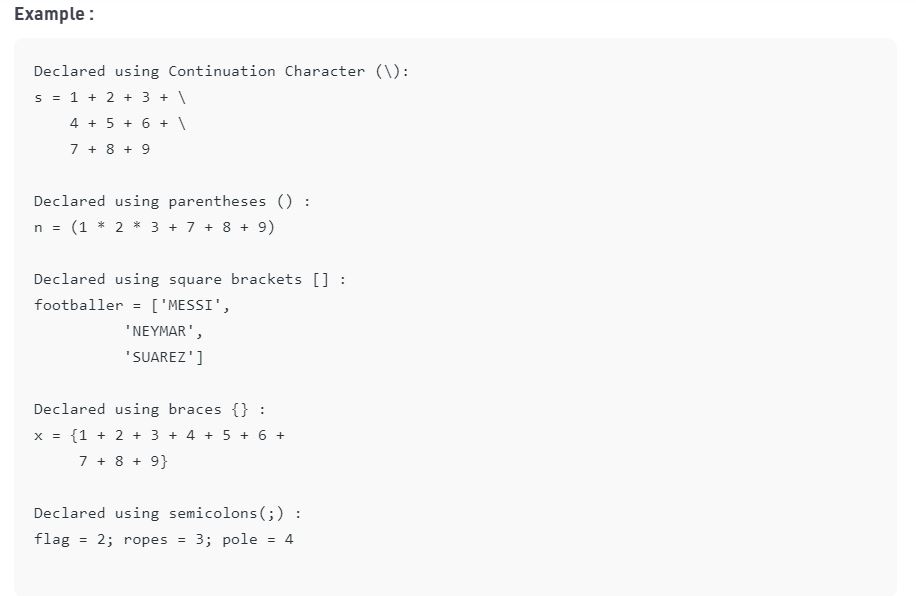 Example :
Declared using Continuation Character (\):
s = 1 + 2 + 3 + \
    4 + 5 + 6 + \
    7 + 8 + 9
Declared using parentheses () :
n = (1 * 2 * 3 + 7 + 8 + 9)
Declared using square brackets [] :
footballer = ['MESSI',
          'NEYMAR',
          'SUAREZ']
Declared using braces {} :
x = {1 + 2 + 3 + 4 + 5 + 6 +
     7 + 8 + 9}
Declared using semicolons(;) :
flag = 2; ropes = 3; pole = 4